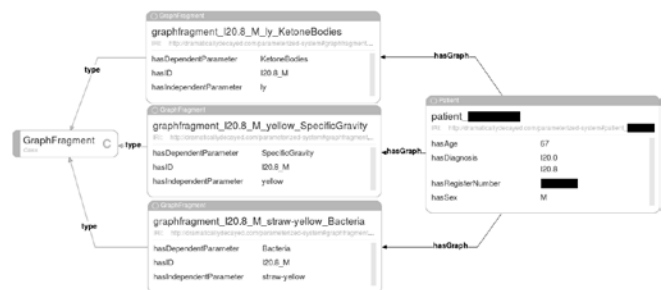 GraphFragment
graphfragment_I20.8_M_ly_KetoneBodies
hasDependentParameter KetoneBodies
hasID I20.8_M
hasIndependentParameter ly
type
hasGraph
GraphFragment
graphfragment_I20.8_M_yellow_SpecificGravity
hasDependentParameter SpecificGravity
hasID I20.8_M
hasIndependentParameter yellow
GraphFragment C
type
hasGraph
Patient
patient_
hasAge 67
hasDiagnosis I20.0
I20.8
hasRegisterNumber
hasSex M
GraphFragment
graphfragment_I20.8_M_straw-yellow_Bacteria
hasDependentParameter Bacteria
hasID I20.8_M
hasIndependentParameter straw-yellow
type
hasGraph